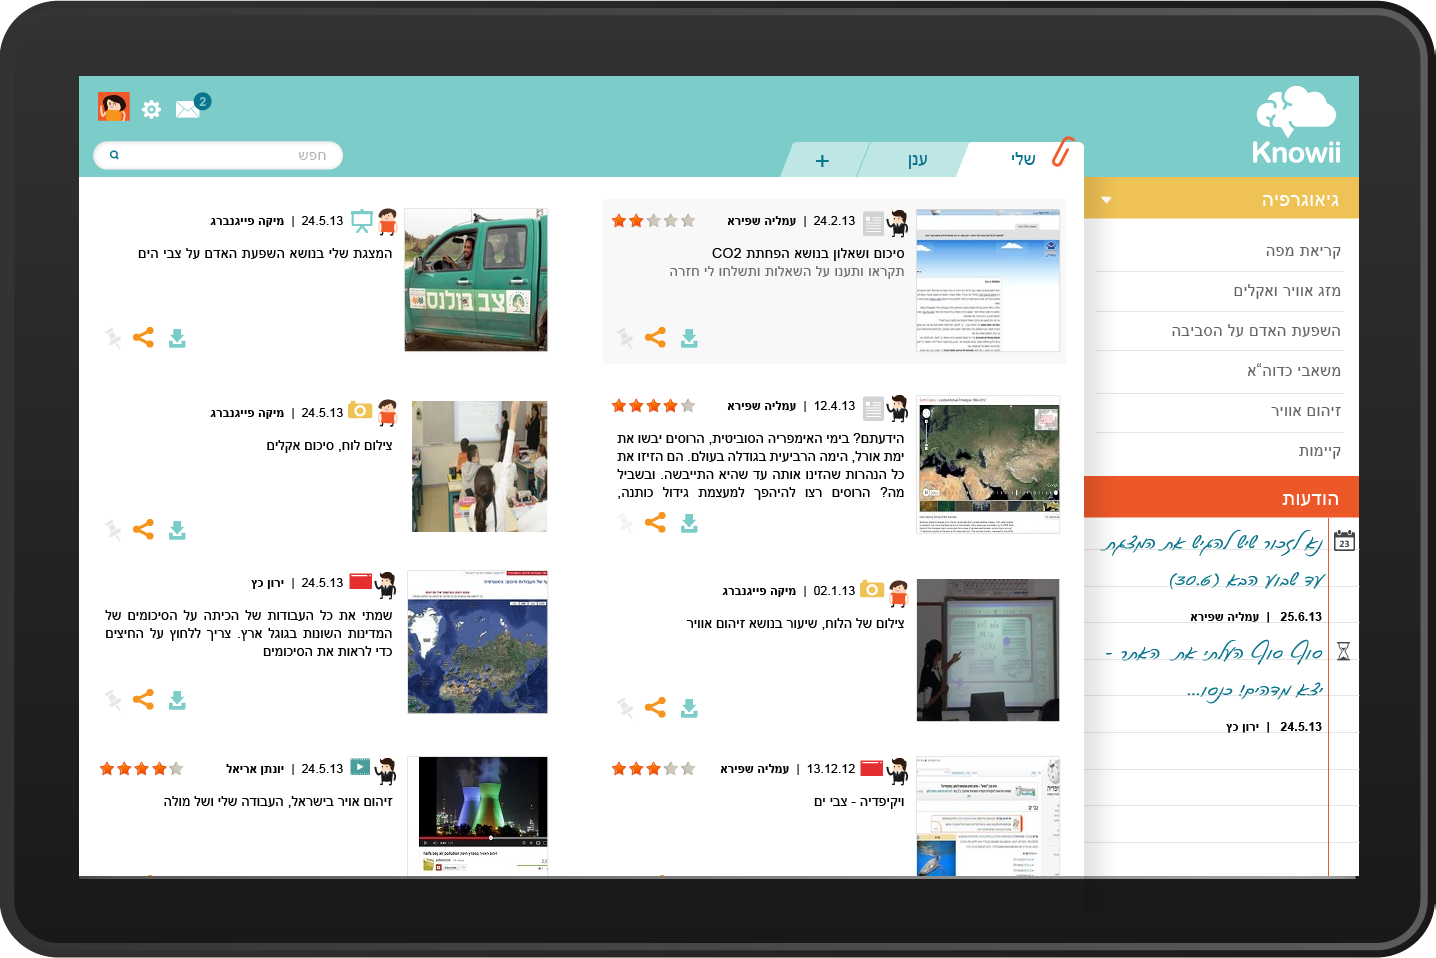 Knowii
2
חפש
שלי
ענן
+
גיאוגרפיה
קריאת מפה
מזג אוויר ואקלים
השפעת האדם על הסביבה
משאבי כדוה"א
זיהום אוויר
קיימות
הודעות
23
נא לזכור שיש להגיש את המצגת
עד שבוע הבא (30.6)
25.6.13 | עמליה שפירא
סוף סוף העלתי את האתר -
יצא מדהים! כנסו...
24.5.13 | ירון כץ
24.2.13 | עמליה שפירא
סיכום ושאלון בנושא הפחתת CO2
תקראו ותענו על השאלות ותשלחו לי חזרה
12.4.13 | עמליה שפירא
הידעתם? בימי האימפריה הסוביטית, הרוסים יבשו את
ימת אורל, הימה הרביעית בגודלה בעולם. הם הזיזו את
כל הנהרות שהזינו אותה עד שהיא התייבשה. ובשביל
מה? הרוסים רצו להיהפך למעצמת גידול כותנה,
02.1.13 | מיקה פייגנברג
צילום של הלוח, שיעור בנושא זיהום אוויר
13.12.12 | עמליה שפירא
ויקיפדיה - צבי ים
24.5.13 | מיקה פייגנברג
המצגת שלי בנושא השפעת האדם על צבי הים
צב מלנס
24.5.13 | מיקה פייגנברג
צילום לוח, סיכום אקלים
24.5.13 | ירון כץ
שמתי את כל העבודות של הכיתה על הסיכומים של
המדינות השונות בגוגל ארץ. צריך ללחוץ על החיצים
כדי לראות את הסיכומים
24.5.13 | יונתן אריאל
זיהום אויר בישראל, העבודה שלי ושל מולה